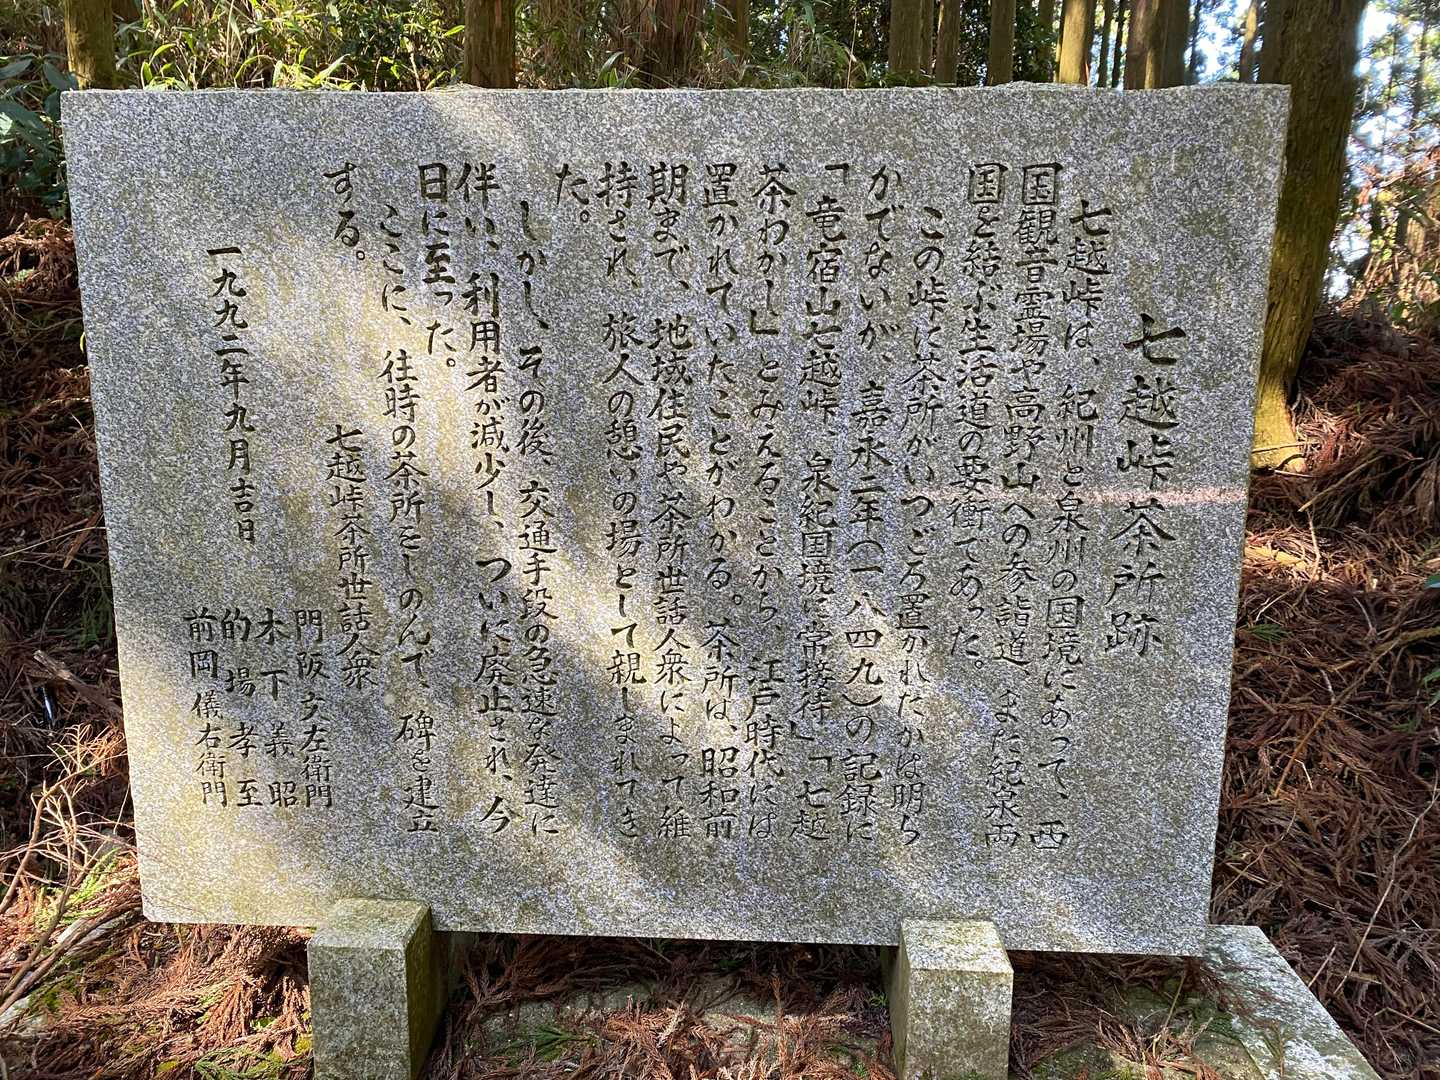 七越峠茶所跡
七越峠は、紀州と泉州の国境にあって、西
国観音霊場や高野山への参詣道、また紀泉両
国を結ぶ生活道の要衝であった。
この峠に茶所がいつごろ置かれたかは明ら
かでないが、嘉永二年(一八四九)の記録に
「竜宿山七越峠、泉紀国境に常接待」「七越
茶わかし」とみえることから、江戸時代には
置かれていたことがわかる。茶所は、昭和前
期まで、地域住民や茶所世話人衆によって維
持され、旅人の憩いの場として親しまれてき
た。
しかし、その後、交通手段の急速な発達に
伴い、利用者が減少し、ついに廃止され、今
日に至った。
ここに、往時の茶所をしのんで、碑を建立
する。
七越峠茶所世話人衆
門阪文左衛門
木下義昭
的場孝至
前岡儀右衛門
一九九二年九月吉日